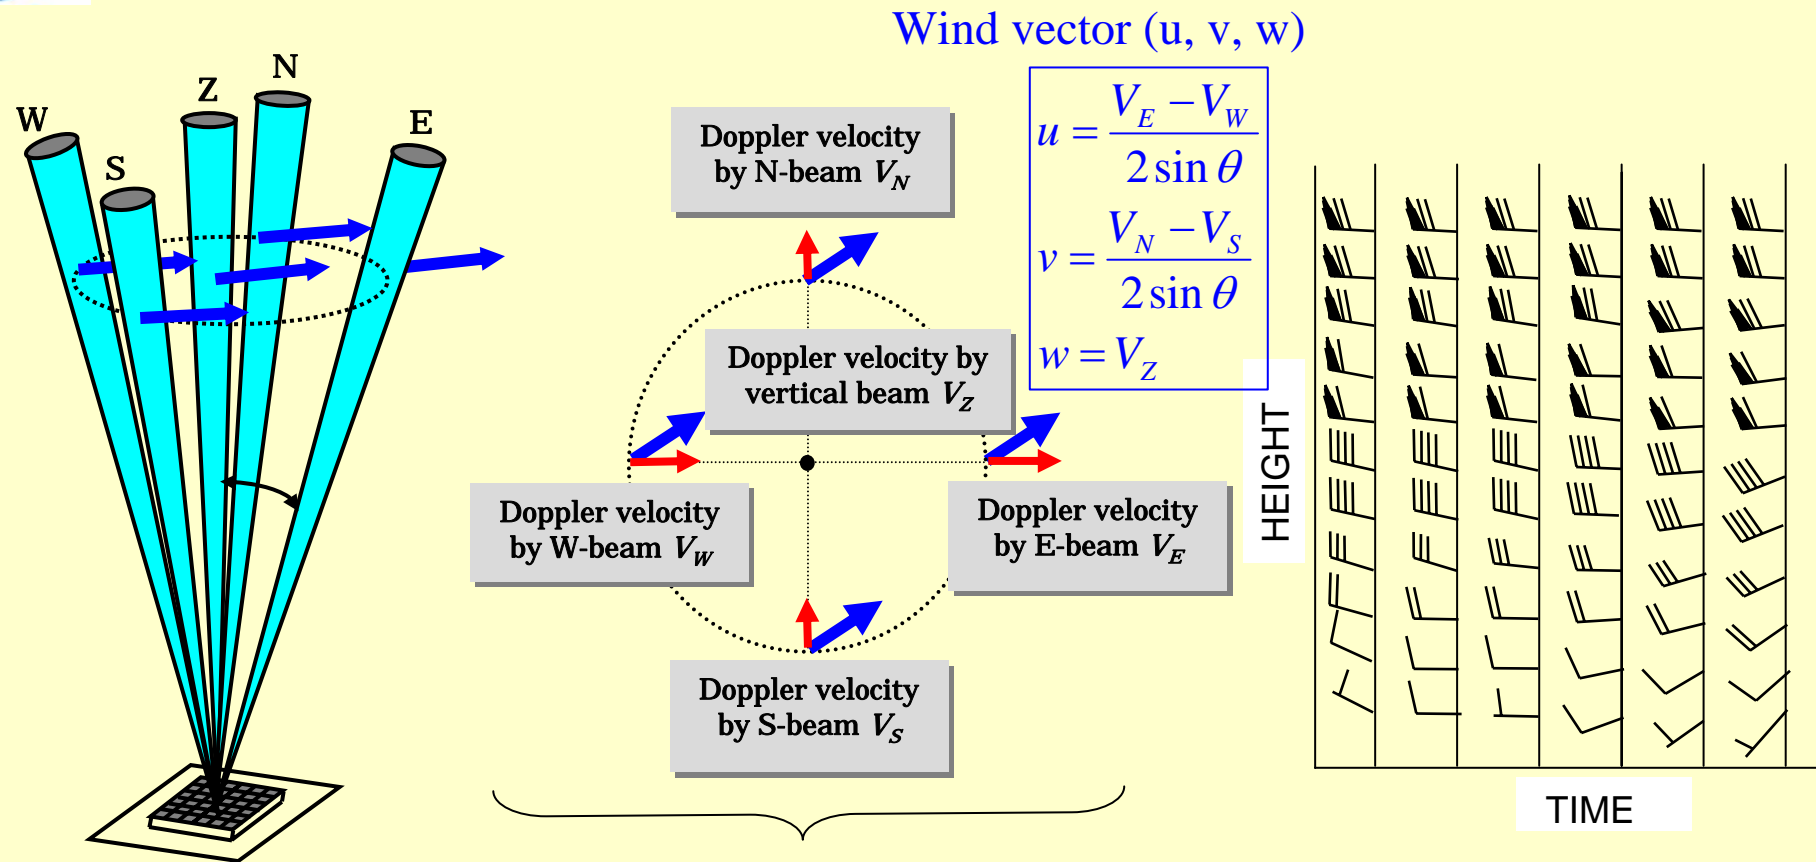 Wind vector (u, v, w)
W
S
Z
N
E
Doppler velocity
by N-beam V_N
Doppler velocity by
vertical beam V_Z
Doppler velocity
by W-beam V_W
Doppler velocity
by E-beam V_E
Doppler velocity
by S-beam V_S
u = (V_E − V_W) / (2 sin θ)
v = (V_N − V_S) / (2 sin θ)
w = V_Z
HEIGHT
TIME